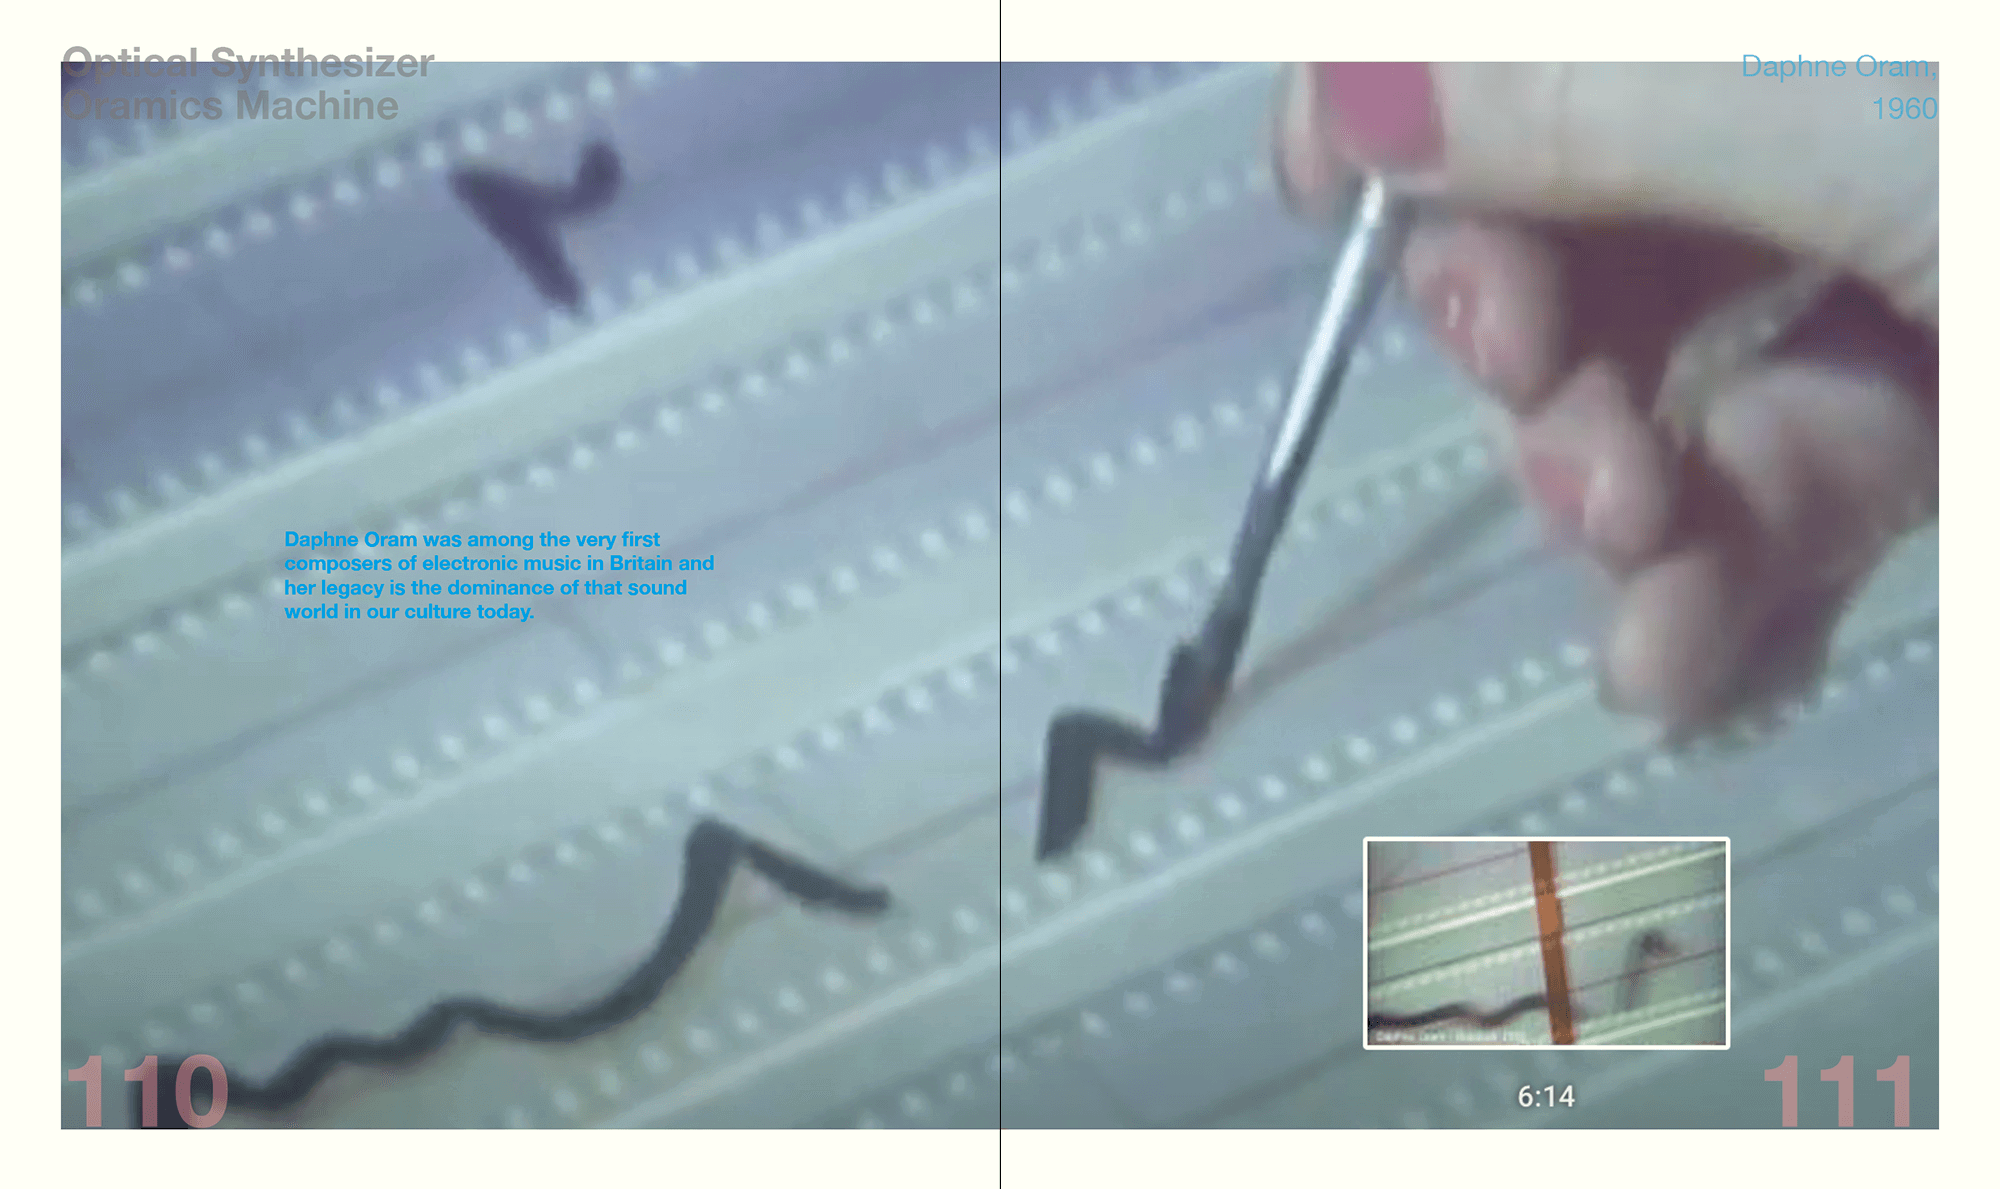 Optical Synthesizer
Oramics Machine
Daphne Oram,
1960
Daphne Oram was among the very first
composers of electronic music in Britain and
her legacy is the dominance of that sound
world in our culture today.
6:14
110
111